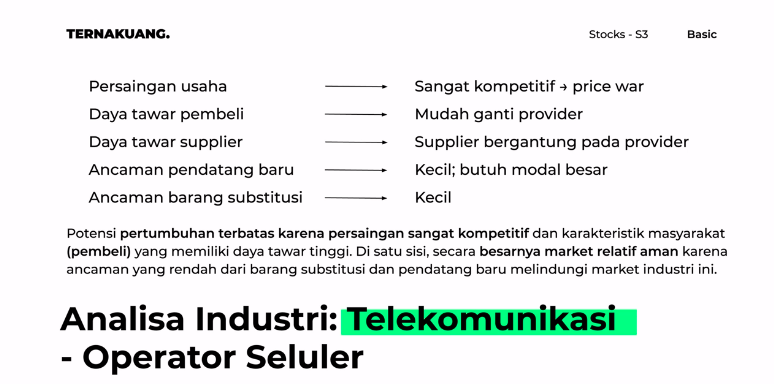 TERNAKUANG.
Stocks - S3 Basic
Persaingan usaha → Sangat kompetitif → price war
Daya tawar pembeli → Mudah ganti provider
Daya tawar supplier → Supplier bergantung pada provider
Ancaman pendatang baru → Kecil; butuh modal besar
Ancaman barang substitusi → Kecil
Potensi pertumbuhan terbatas karena persaingan sangat kompetitif dan karakteristik masyarakat
(pembeli) yang memiliki daya tawar tinggi. Di satu sisi, secara besarnya market relatif aman karena
ancaman yang rendah dari barang substitusi dan pendatang baru melindungi market industri ini.
Analisa Industri: Telekomunikasi
- Operator Seluler